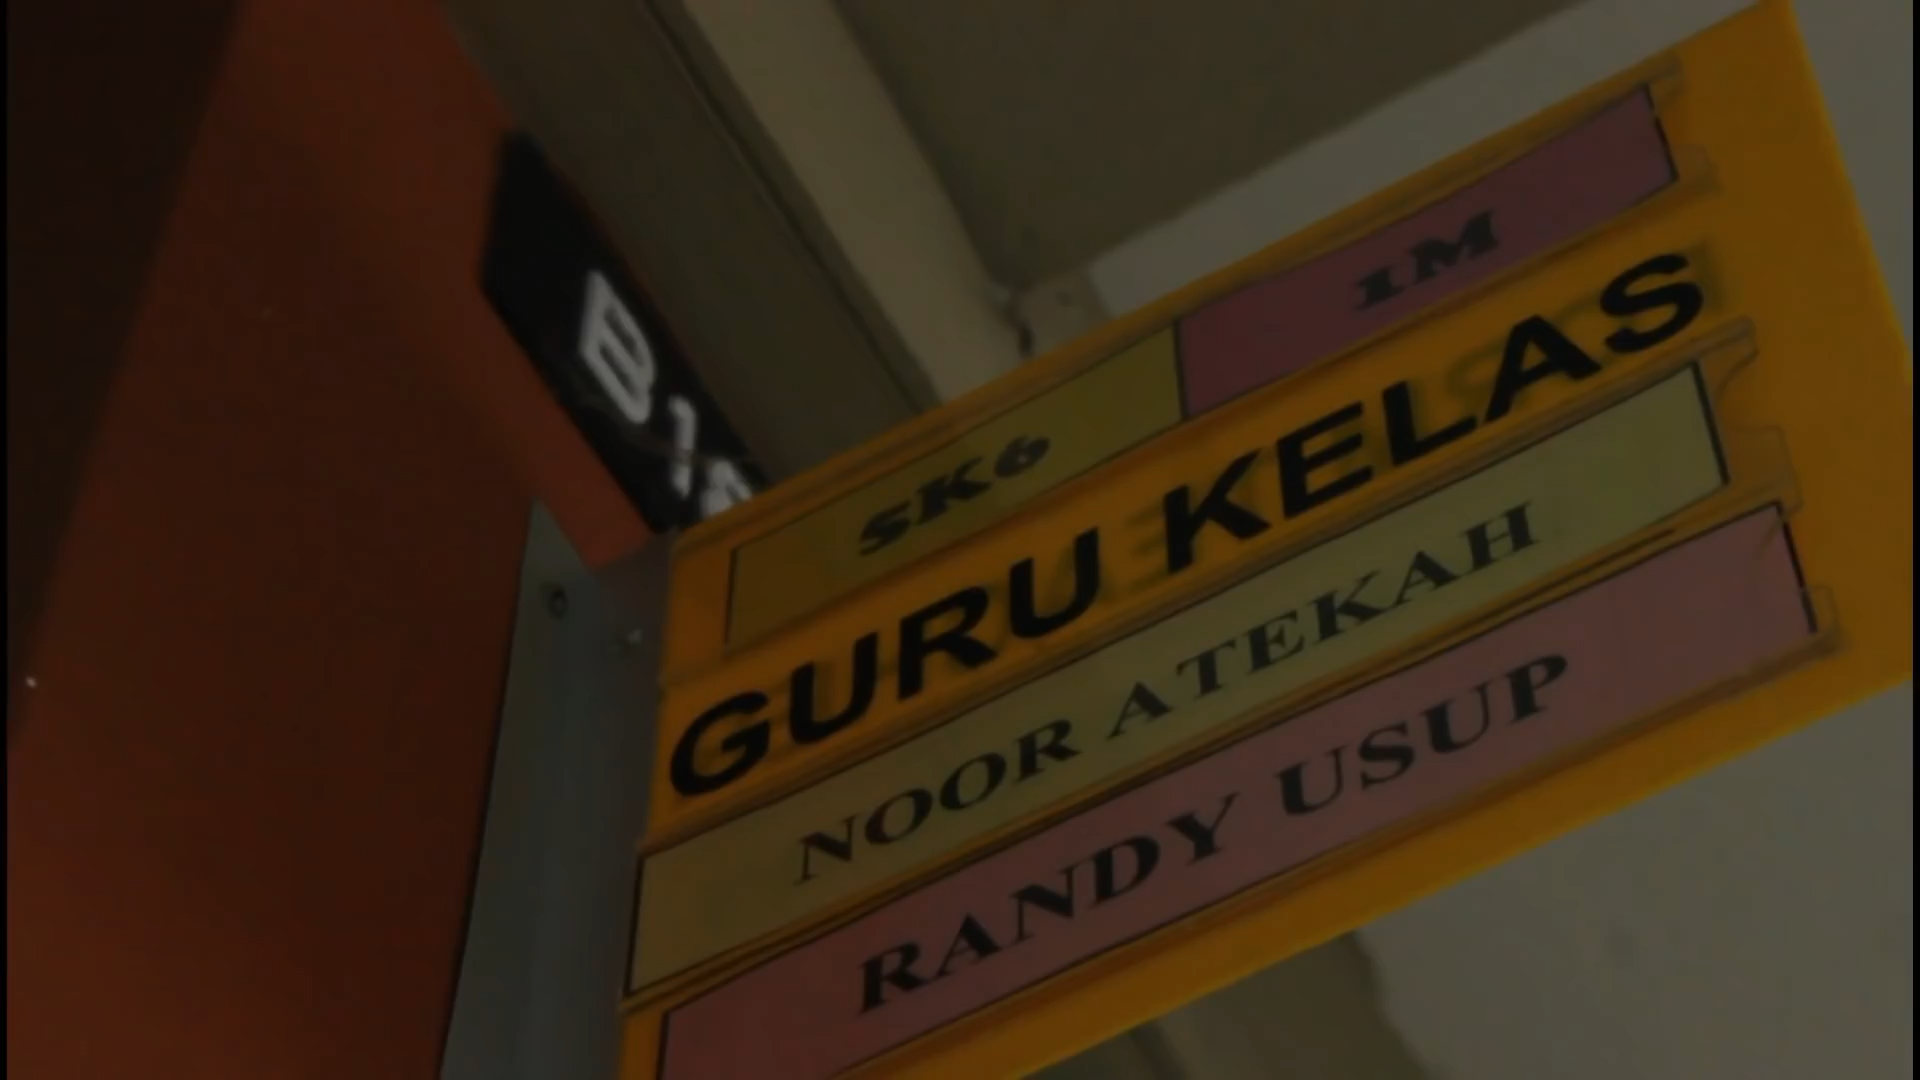 SK6 1M
GURU KELAS
NOOR ATEKAH
RANDY USUP